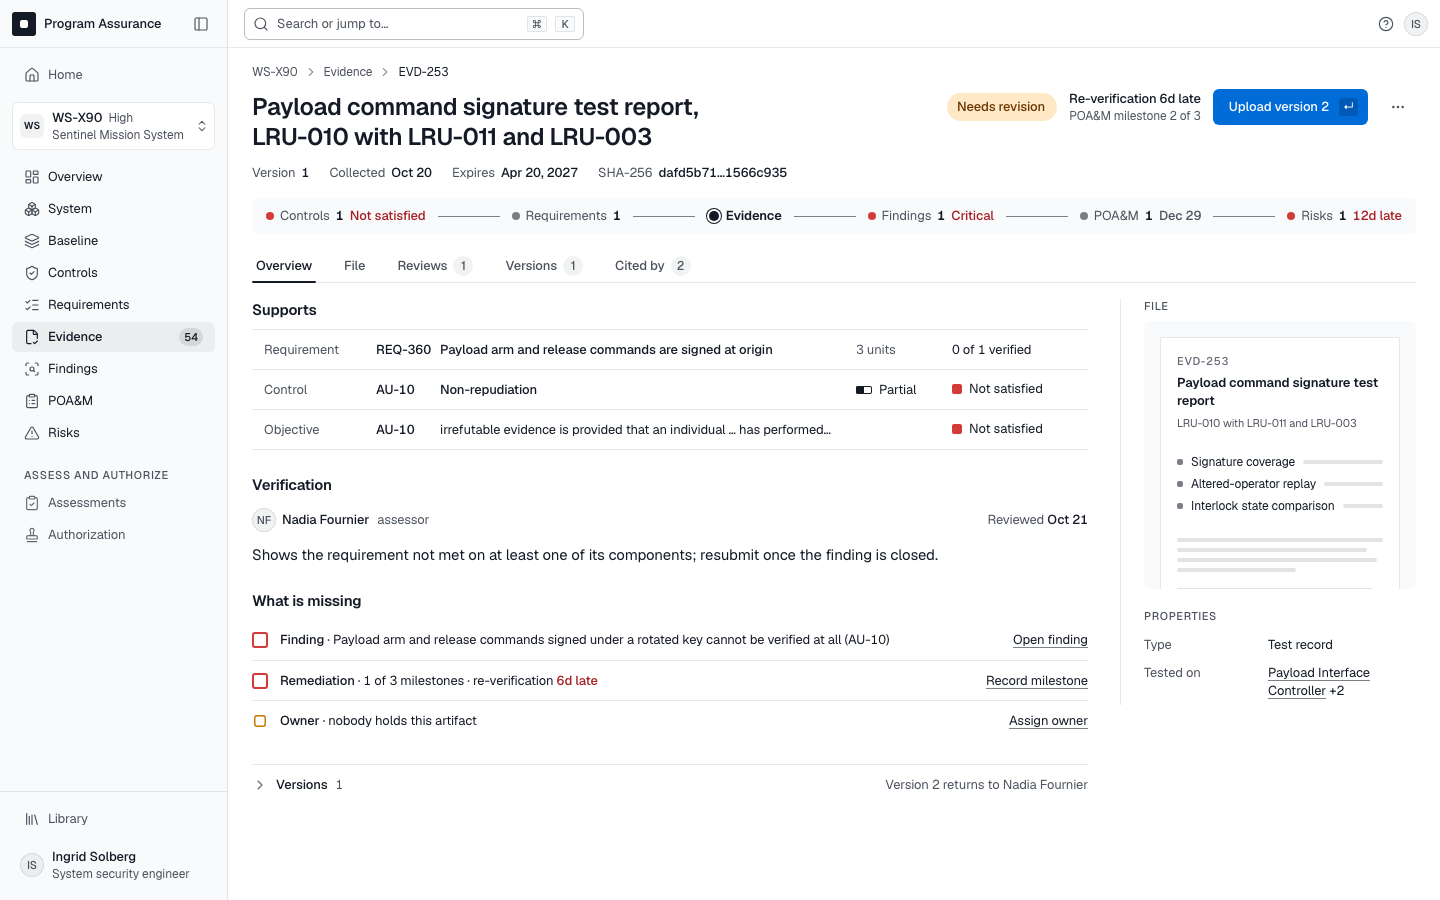 Program Assurance
Search or jump to...
⌘ K
IS
Home
WS WS-X90 High
Sentinel Mission System
Overview
System
Baseline
Controls
Requirements
Evidence 54
Findings
POA&M
Risks
ASSESS AND AUTHORIZE
Assessments
Authorization
Library
IS Ingrid Solberg
System security engineer
WS-X90 > Evidence > EVD-253
Payload command signature test report,
LRU-010 with LRU-011 and LRU-003
Needs revision
Re-verification 6d late
POA&M milestone 2 of 3
Upload version 2 ↵
Version 1 Collected Oct 20 Expires Apr 20, 2027 SHA-256 dafd5b71...1566c935
Controls 1 Not satisfied Requirements 1 Evidence Findings 1 Critical POA&M 1 Dec 29 Risks 1 12d late
Overview File Reviews 1 Versions 1 Cited by 2
Supports
Requirement REQ-360 Payload arm and release commands are signed at origin 3 units 0 of 1 verified
Control AU-10 Non-repudiation Partial Not satisfied
Objective AU-10 irrefutable evidence is provided that an individual ... has performed... Not satisfied
Verification
NF Nadia Fournier assessor Reviewed Oct 21
Shows the requirement not met on at least one of its components; resubmit once the finding is closed.
What is missing
Finding · Payload arm and release commands signed under a rotated key cannot be verified at all (AU-10) Open finding
Remediation · 1 of 3 milestones · re-verification 6d late Record milestone
Owner · nobody holds this artifact Assign owner
Versions 1 Version 2 returns to Nadia Fournier
FILE
EVD-253
Payload command signature test
report
LRU-010 with LRU-011 and LRU-003
Signature coverage
Altered-operator replay
Interlock state comparison
PROPERTIES
Type Test record
Tested on Payload Interface
Controller +2